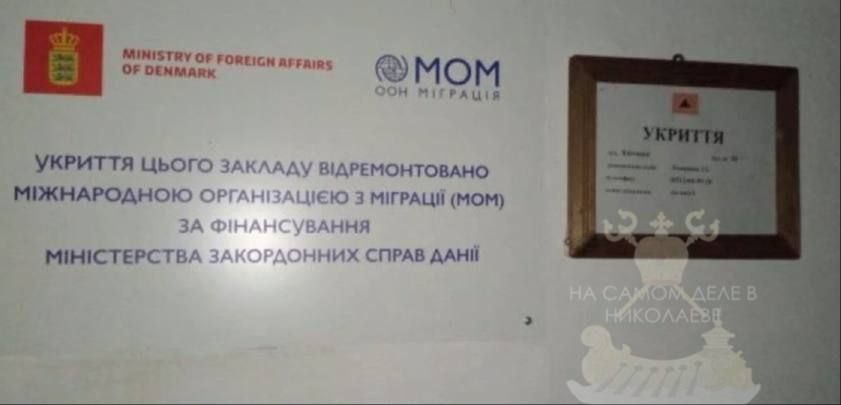 MINISTRY OF FOREIGN AFFAIRS
OF DENMARK
МОМ
ООН МІГРАЦІЯ
УКРИТТЯ ЦЬОГО ЗАКЛАДУ ВІДРЕМОНТОВАНО
МІЖНАРОДНОЮ ОРГАНІЗАЦІЄЮ З МІГРАЦІЇ (МОМ)
ЗА ФІНАНСУВАННЯ
МІНІСТЕРСТВА ЗАКОРДОННИХ СПРАВ ДАНІЇ
УКРИТТЯ
НА САМОМ ДЕЛЕ В
НИКОЛАЕВЕ